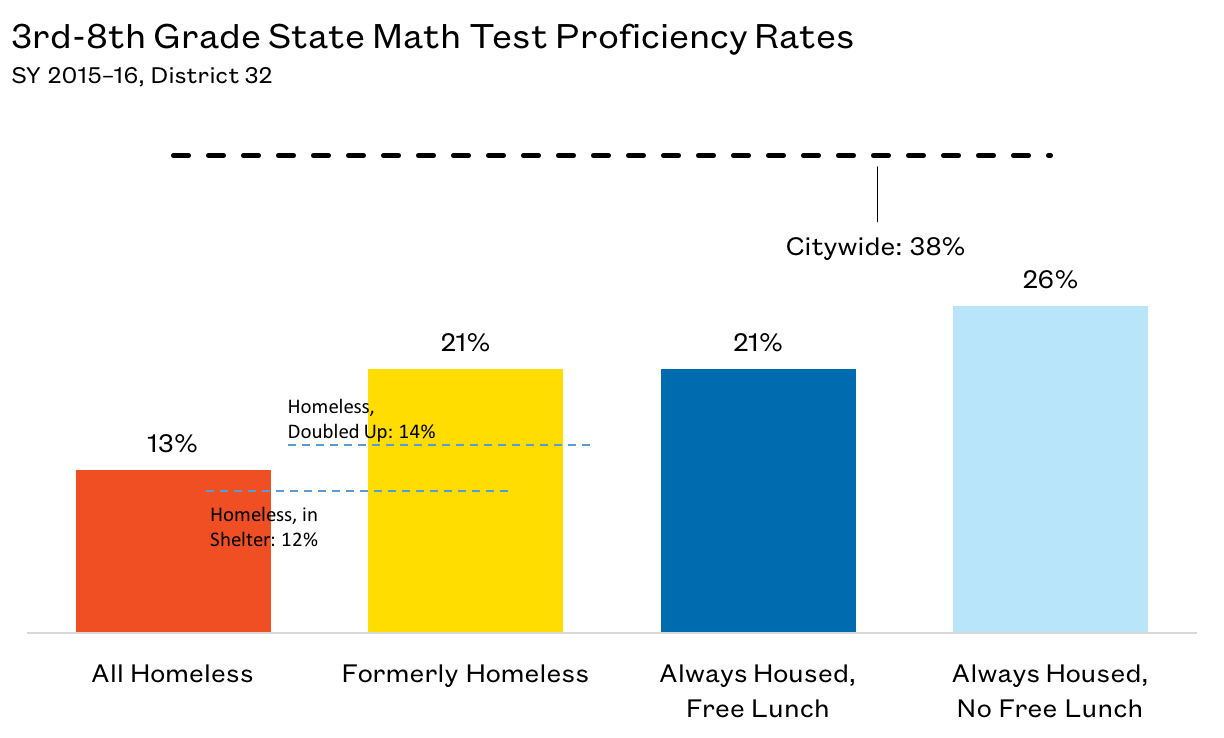 3rd-8th Grade State Math Test Proficiency Rates
SY 2015–16, District 32
Citywide: 38%
26%
21%
21%
Homeless,
Doubled Up: 14%
13%
Homeless, in
Shelter: 12%
All Homeless
Formerly Homeless
Always Housed,
Free Lunch
Always Housed,
No Free Lunch